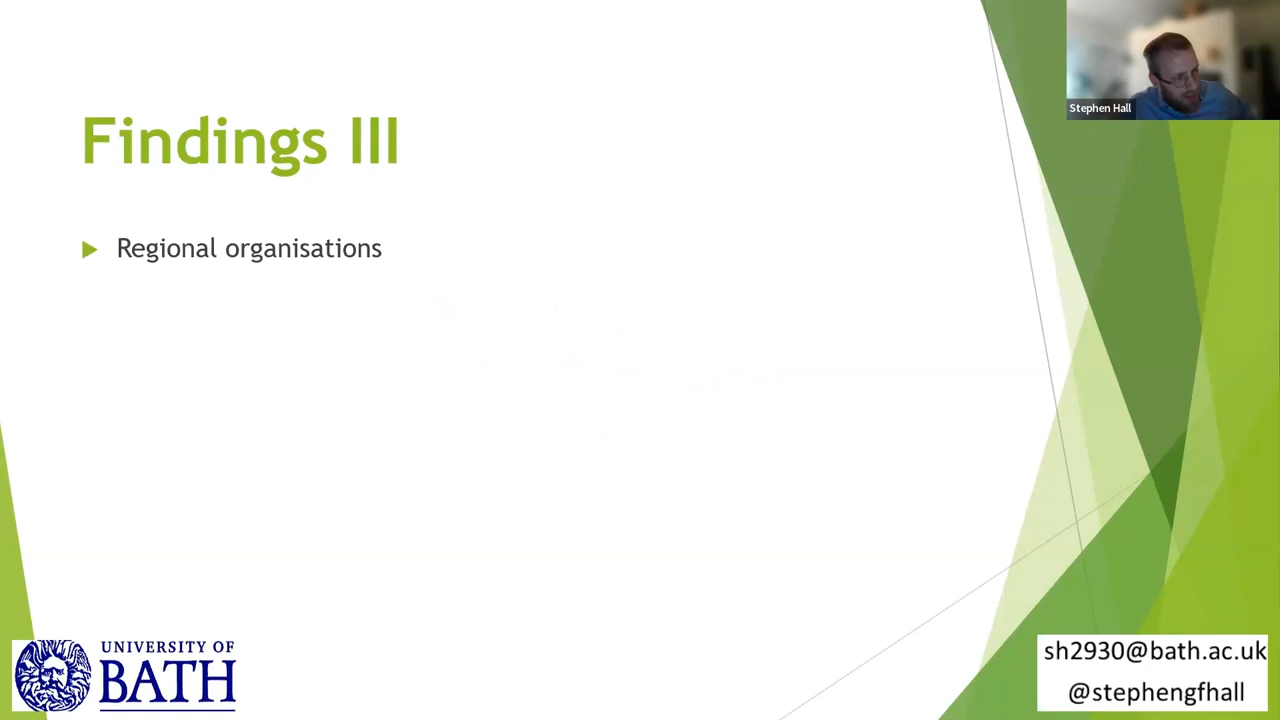 Stephen Hall
Findings III
Regional organisations
UNIVERSITY OF
BATH
sh2930@bath.ac.uk
@stephengfhall